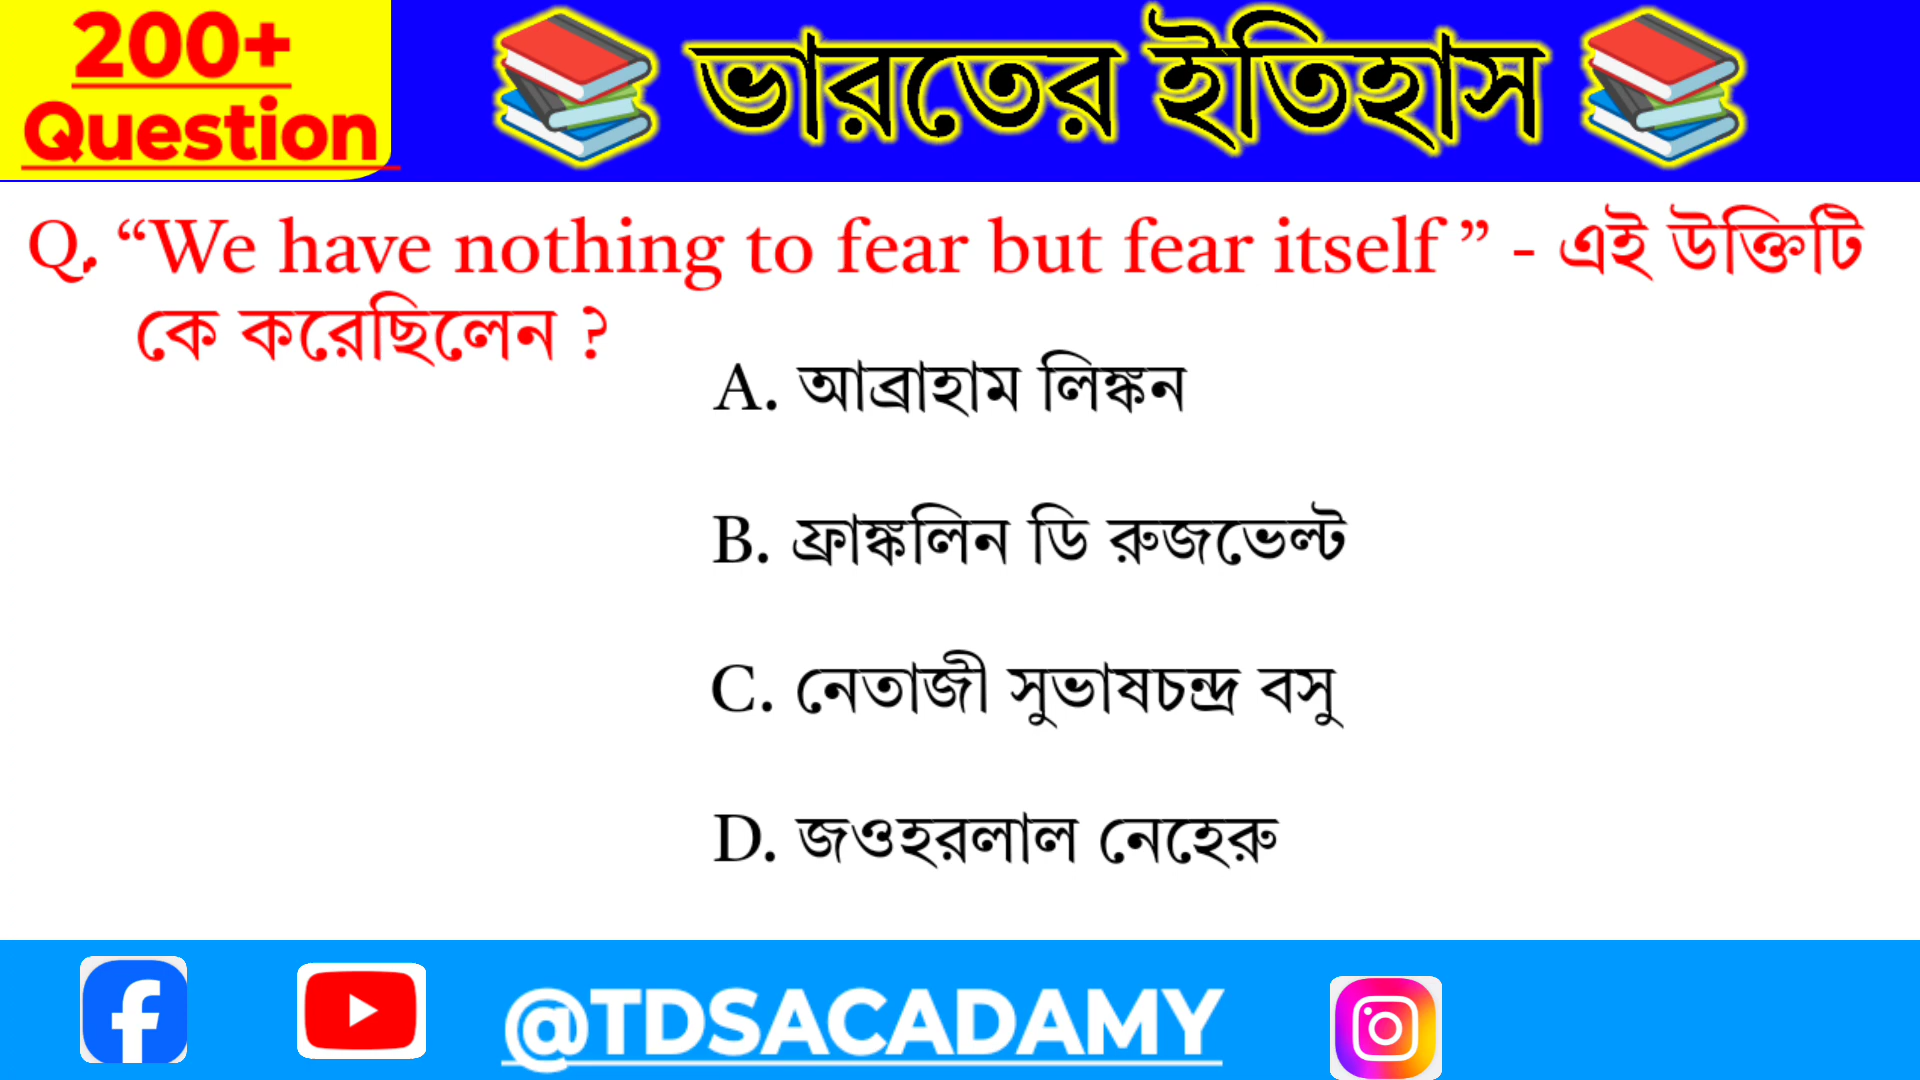 200+
Question
ভারতের ইতিহাস
Q. “We have nothing to fear but fear itself ” - এই উক্তিটি
কে করেছিলেন ?
A. আব্রাহাম লিঙ্কন
B. ফ্রাঙ্কলিন ডি রুজভেল্ট
C. নেতাজী সুভাষচন্দ্র বসু
D. জওহরলাল নেহেরু
@TDSACADAMY